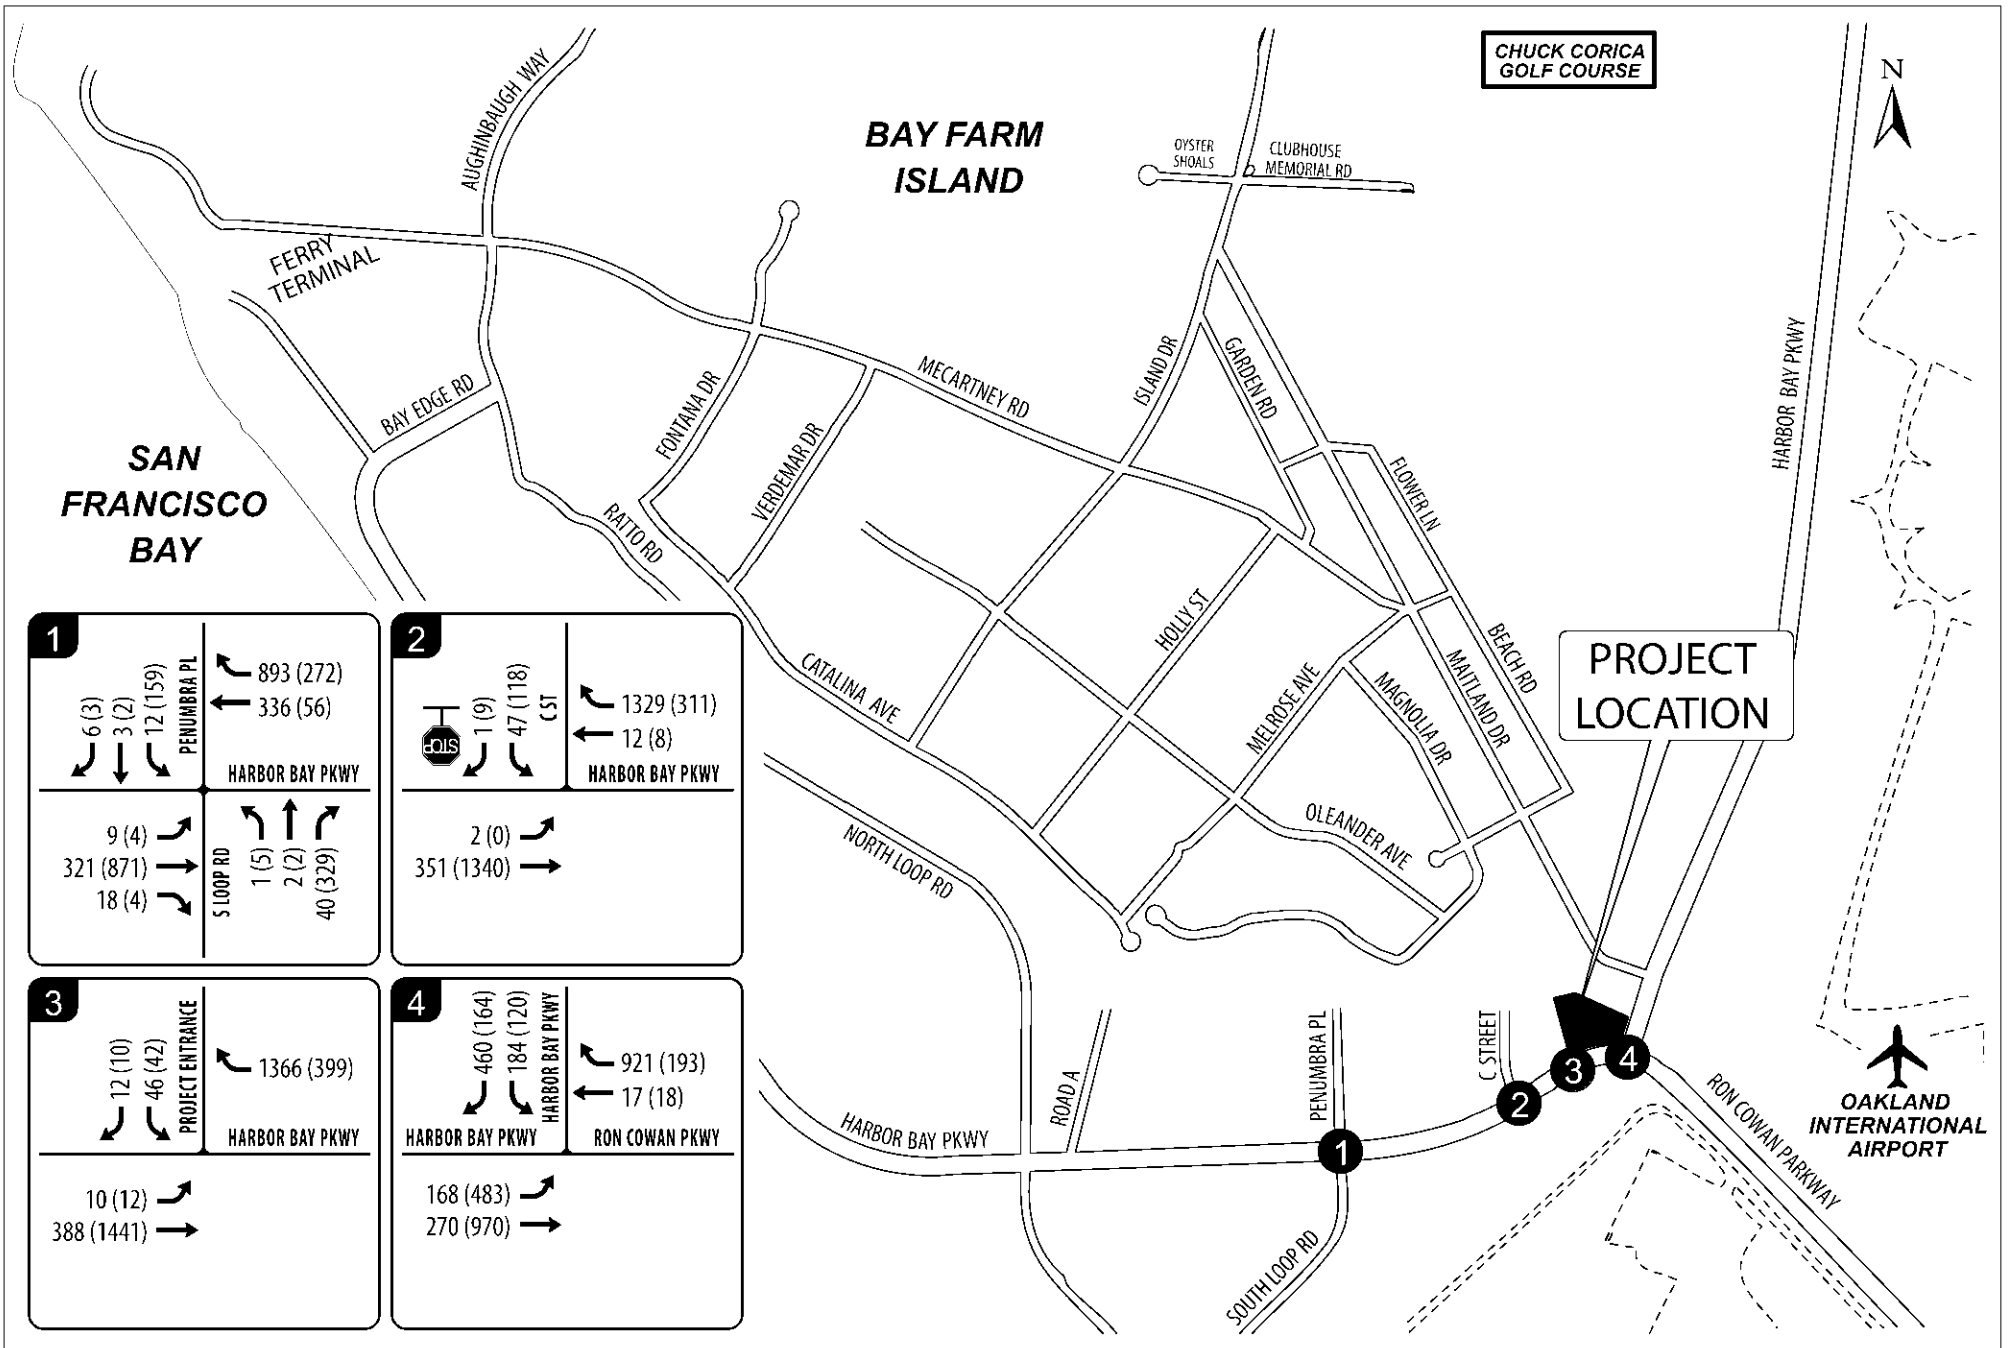 CHUCK CORICA
GOLF COURSE
N
AUGHINBAUGH WAY
BAY FARM
ISLAND
OYSTER
SHOALS
CLUBHOUSE
MEMORIAL RD
FERRY
TERMINAL
HARBOR BAY PKWY
ISLAND DR
GARDEN RD
MECARTNEY RD
BAY EDGE RD
FONTANA DR
VERDEMAR DR
SAN
FRANCISCO
BAY
RATTO RD
FLOWER LN
HOLLY ST
BEACH RD
CATALINA AVE
MELROSE AVE
MAGNOLIA DR
MAITLAND DR
PROJECT
LOCATION
OLEANDER AVE
NORTH LOOP RD
ROAD A
PENUMBRA PL
C STREET
HARBOR BAY PKWY
SOUTH LOOP RD
RON COWAN PARKWAY
OAKLAND
INTERNATIONAL
AIRPORT
1
2
3
4
1
6 (3)
3 (2)
12 (159)
PENUMBRA PL
893 (272)
336 (56)
HARBOR BAY PKWY
9 (4)
321 (871)
18 (4)
S LOOP RD
1 (5)
2 (2)
40 (329)
2
STOP
1 (9)
47 (118)
C ST
1329 (311)
12 (8)
HARBOR BAY PKWY
2 (0)
351 (1340)
3
12 (10)
46 (42)
PROJECT ENTRANCE
1366 (399)
HARBOR BAY PKWY
10 (12)
388 (1441)
4
460 (164)
184 (120)
HARBOR BAY PKWY
921 (193)
17 (18)
HARBOR BAY PKWY
RON COWAN PKWY
168 (483)
270 (970)